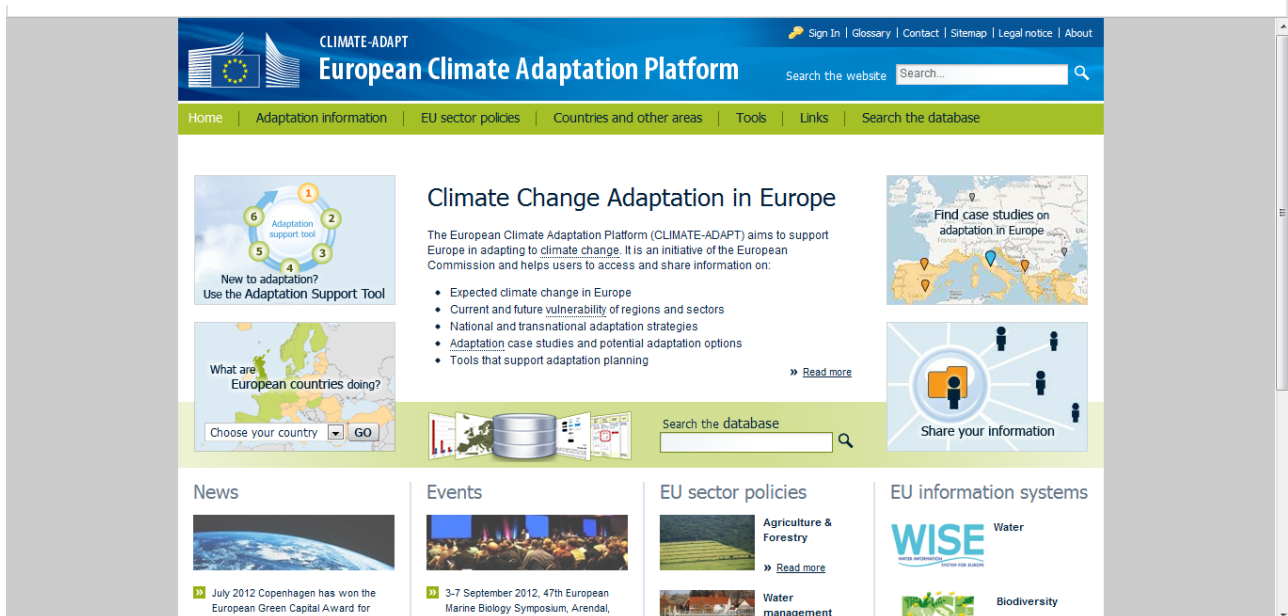 Sign In | Glossary | Contact | Sitemap | Legal notice | About
CLIMATE-ADAPT
European Climate Adaptation Platform
Search the website Search...
Home | Adaptation information | EU sector policies | Countries and other areas | Tools | Links | Search the database
1
2
3
4
5
6
Adaptation
support tool
New to adaptation?
Use the Adaptation Support Tool
What are
European countries doing?
Choose your country GO
Climate Change Adaptation in Europe
The European Climate Adaptation Platform (CLIMATE-ADAPT) aims to support
Europe in adapting to climate change. It is an initiative of the European
Commission and helps users to access and share information on:
• Expected climate change in Europe
• Current and future vulnerability of regions and sectors
• National and transnational adaptation strategies
• Adaptation case studies and potential adaptation options
• Tools that support adaptation planning
» Read more
Find case studies on
adaptation in Europe
Share your information
Search the database
News
July 2012 Copenhagen has won the
European Green Capital Award for
Events
3-7 September 2012, 47th European
Marine Biology Symposium, Arendal,
EU sector policies
Agriculture &
Forestry
» Read more
Water
management
EU information systems
WISE
WATER INFORMATION
SYSTEM FOR EUROPE
Water
Biodiversity